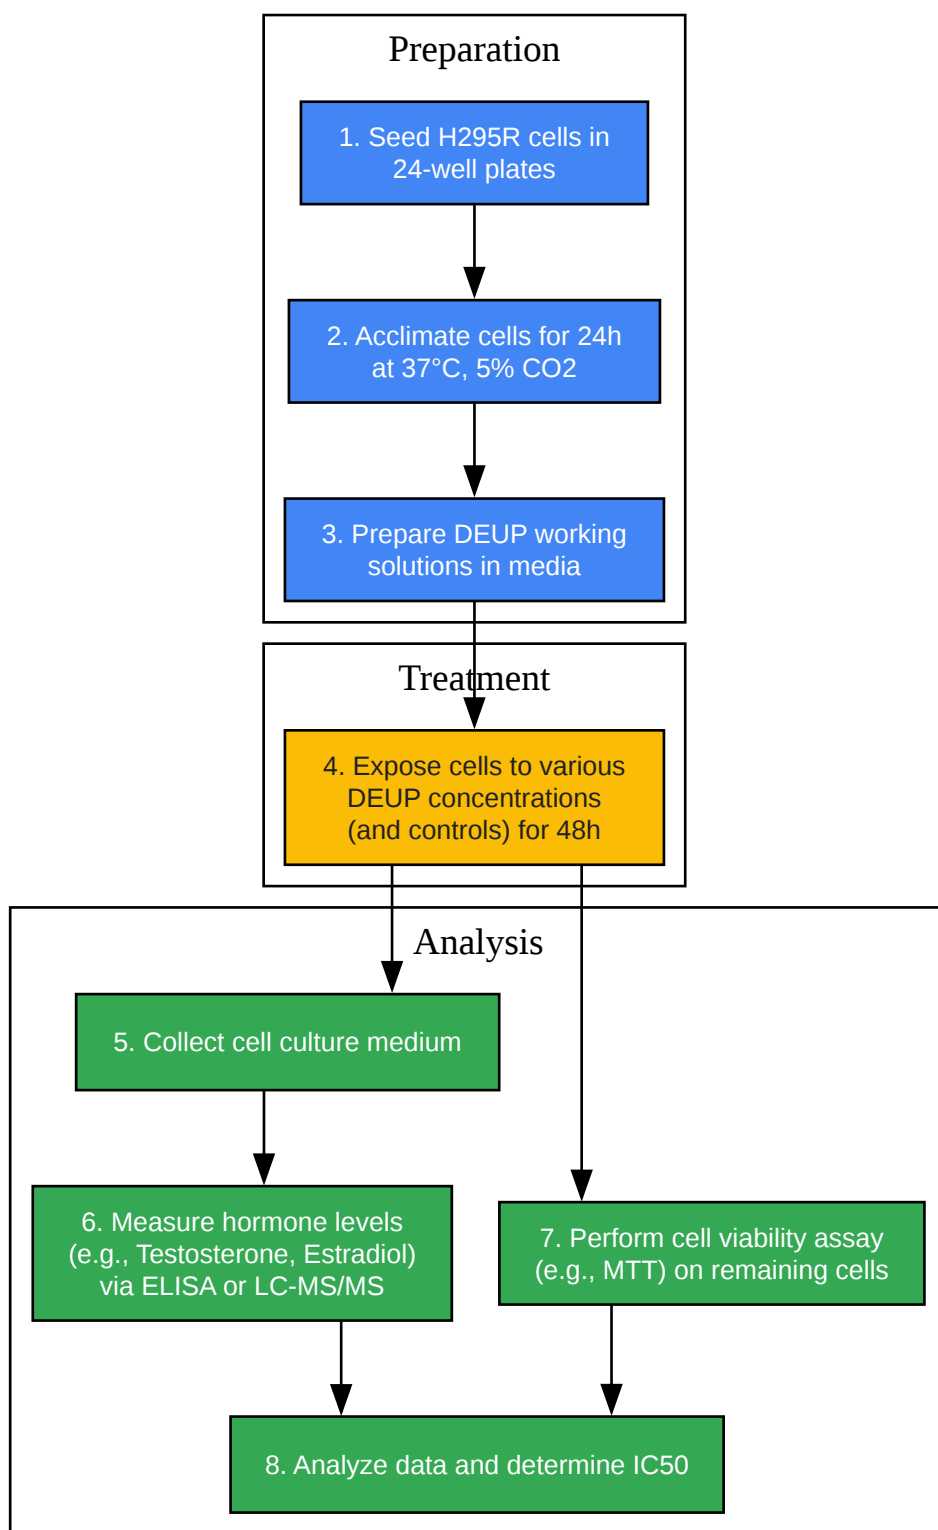 Preparation
1. Seed H295R cells in
24-well plates
2. Acclimate cells for 24h
at 37°C, 5% CO2
3. Prepare DEUP working
solutions in media
Treatment
4. Expose cells to various
DEUP concentrations
(and controls) for 48h
Analysis
5. Collect cell culture medium
6. Measure hormone levels
(e.g., Testosterone, Estradiol)
via ELISA or LC-MS/MS
7. Perform cell viability assay
(e.g., MTT) on remaining cells
8. Analyze data and determine IC50